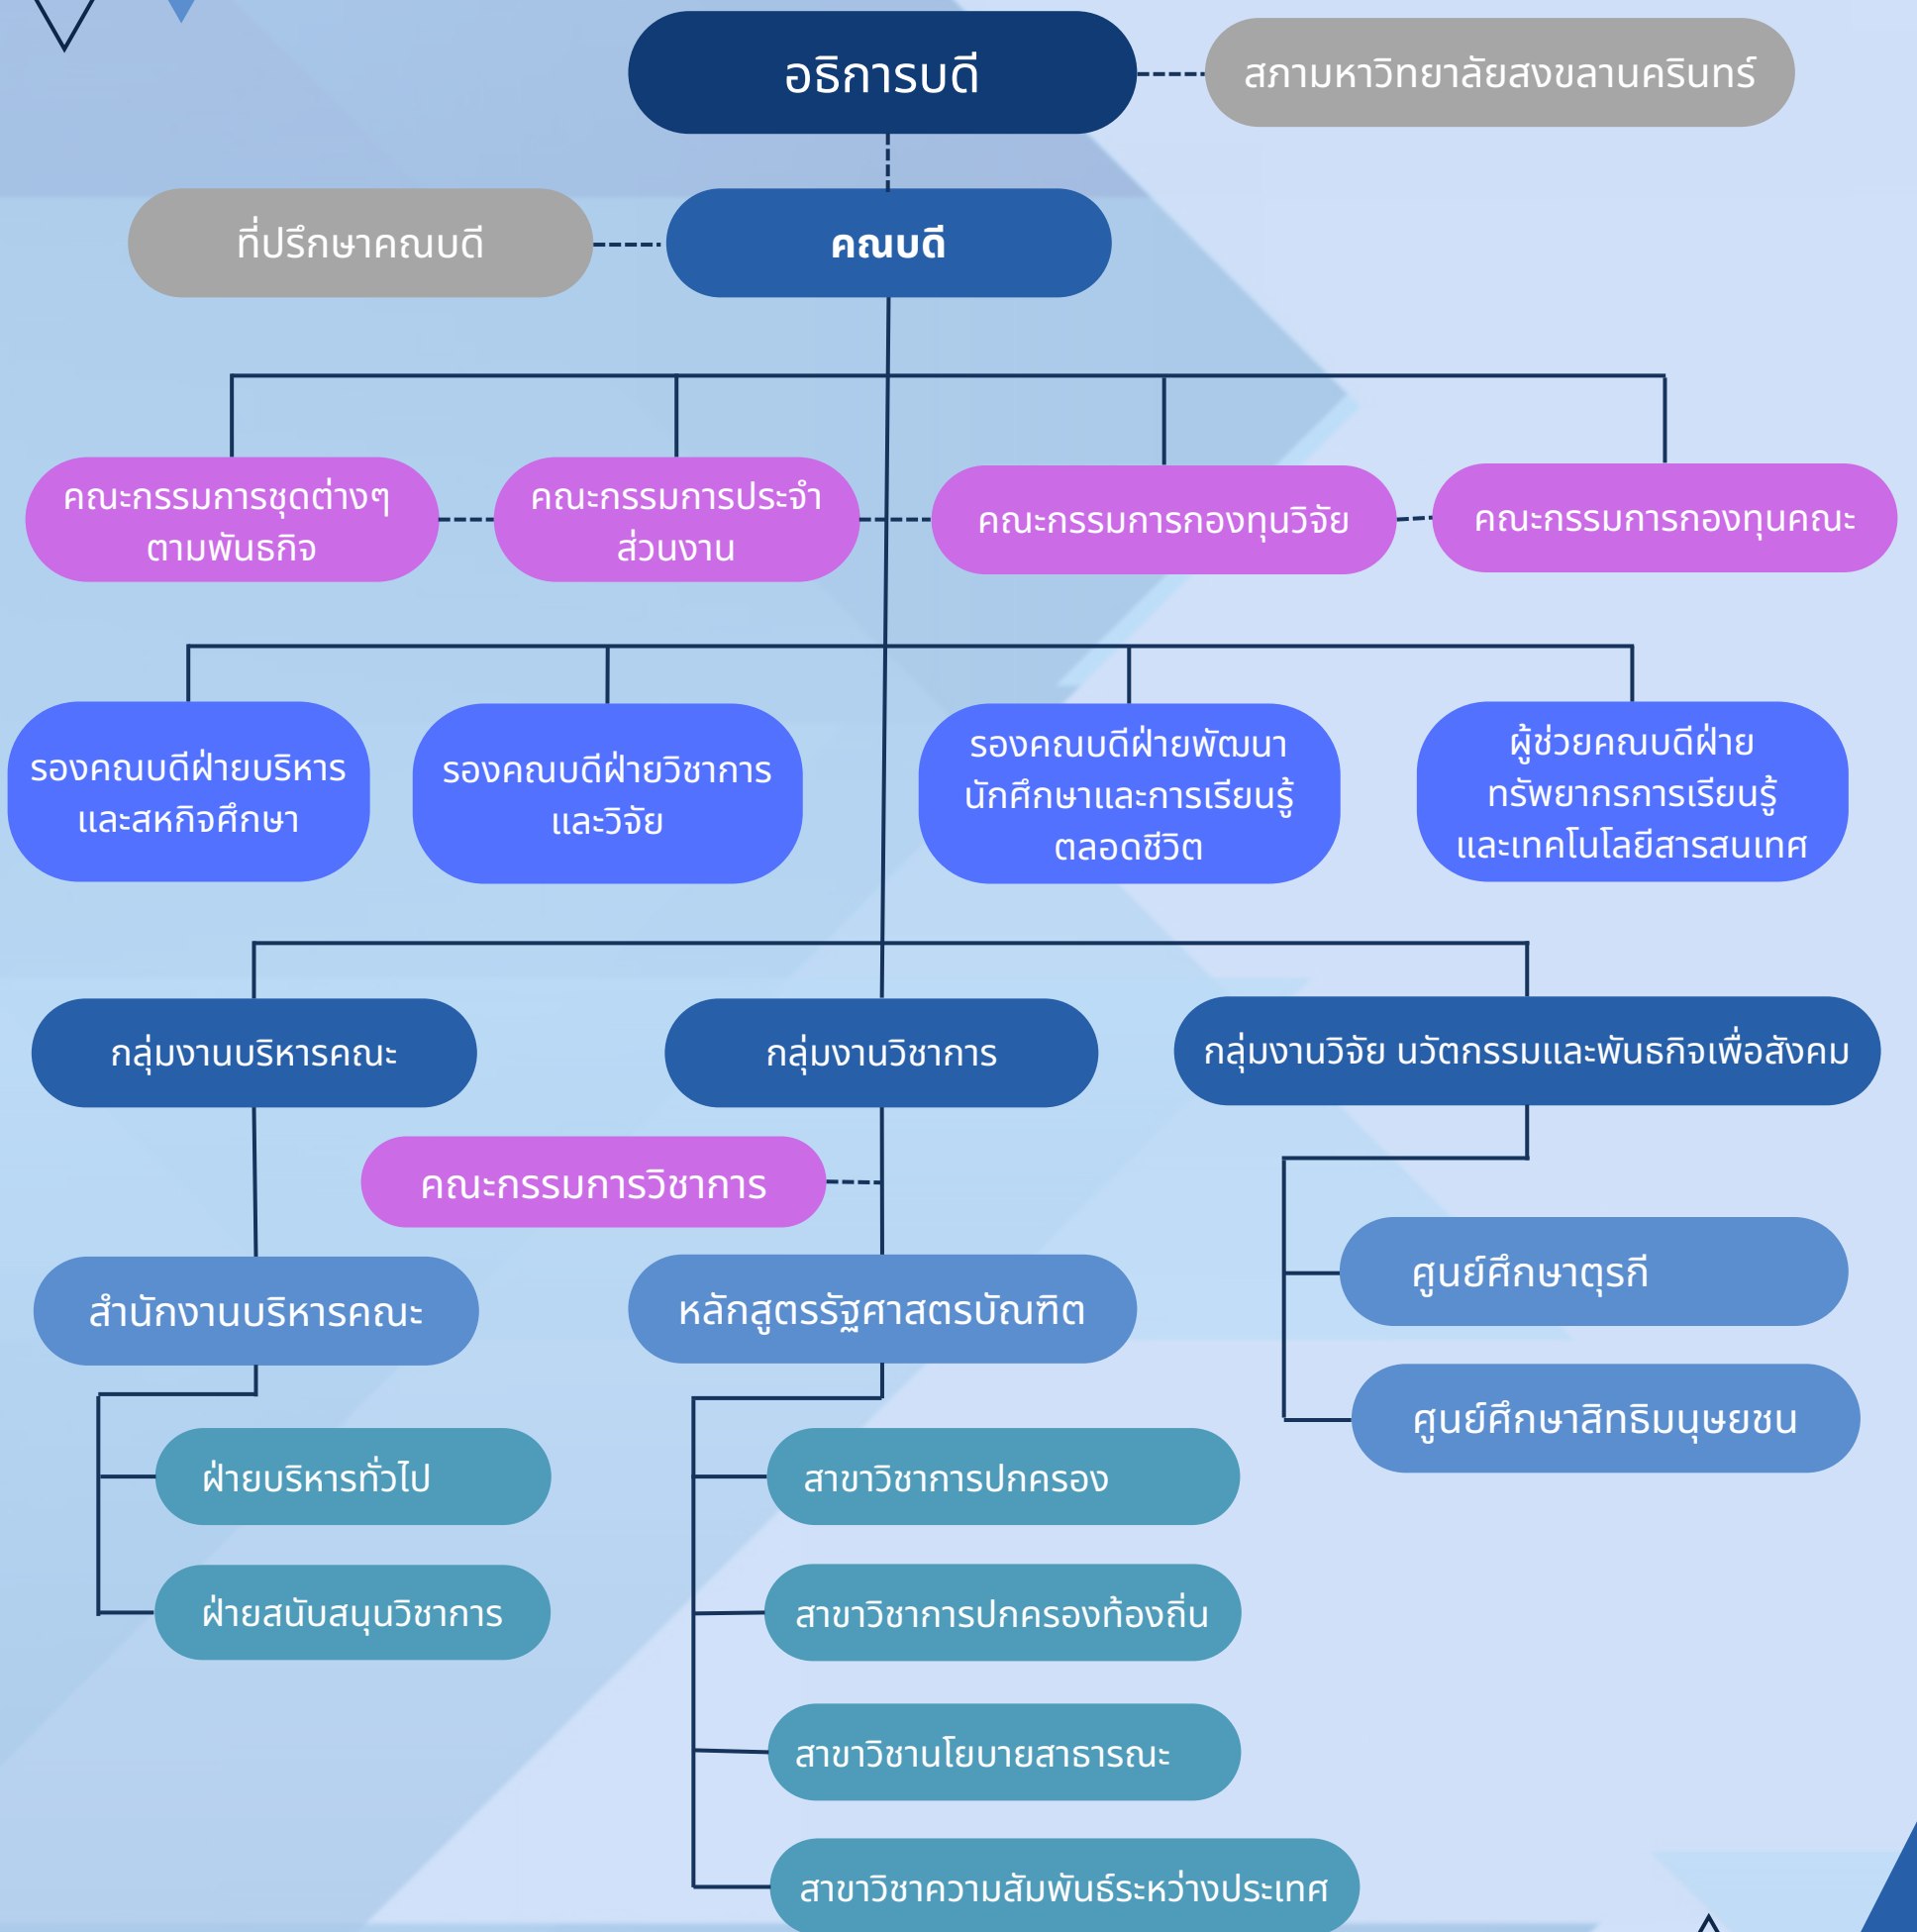 อธิการบดี
สภามหาวิทยาลัยสงขลานครินทร์
ที่ปรึกษาคณบดี
คณบดี
คณะกรรมการชุดต่างๆ
ตามพันธกิจ
คณะกรรมการประจำ
ส่วนงาน
คณะกรรมการกองทุนวิจัย
คณะกรรมการกองทุนคณะ
รองคณบดีฝ่ายบริหาร
และสหกิจศึกษา
รองคณบดีฝ่ายวิชาการ
และวิจัย
รองคณบดีฝ่ายพัฒนา
นักศึกษาและการเรียนรู้
ตลอดชีวิต
ผู้ช่วยคณบดีฝ่าย
ทรัพยากรการเรียนรู้
และเทคโนโลยีสารสนเทศ
กลุ่มงานบริหารคณะ
กลุ่มงานวิชาการ
กลุ่มงานวิจัย นวัตกรรมและพันธกิจเพื่อสังคม
คณะกรรมการวิชาการ
สำนักงานบริหารคณะ
หลักสูตรรัฐศาสตรบัณฑิต
ศูนย์ศึกษาตุรกี
ศูนย์ศึกษาสิทธิมนุษยชน
ฝ่ายบริหารทั่วไป
ฝ่ายสนับสนุนวิชาการ
สาขาวิชาการปกครอง
สาขาวิชาการปกครองท้องถิ่น
สาขาวิชานโยบายสาธารณะ
สาขาวิชาความสัมพันธ์ระหว่างประเทศ